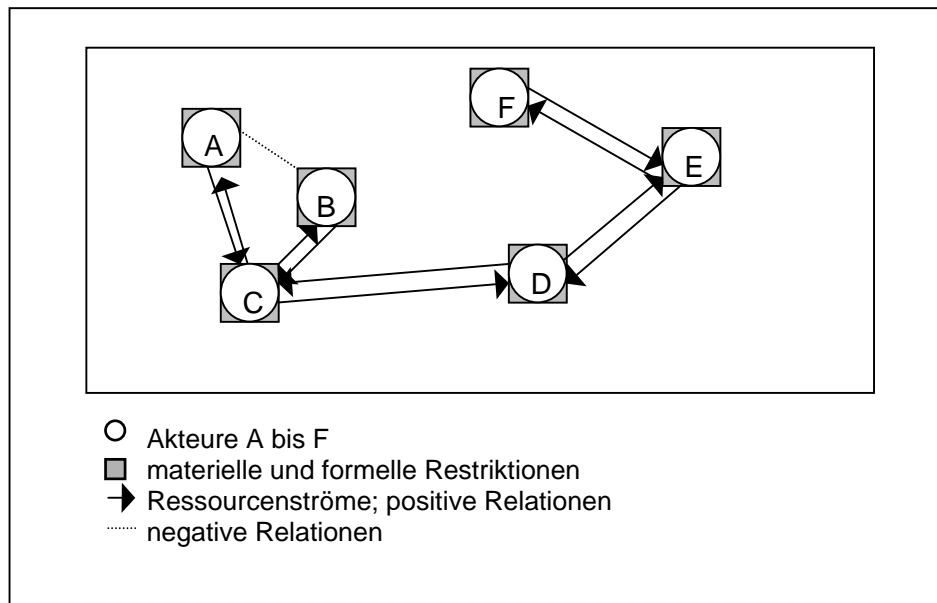 F
A
E
B
D
C
Akteure A bis F
materielle und formelle Restriktionen
Ressourcenströme; positive Relationen
negative Relationen